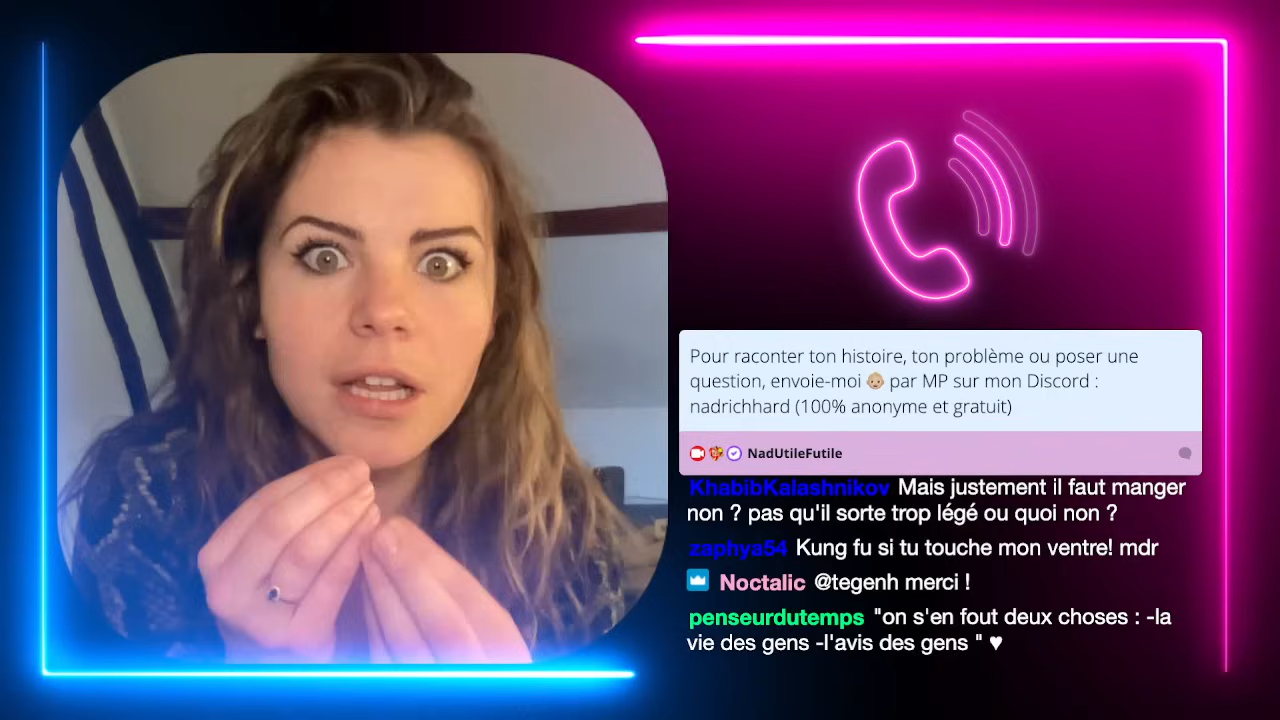 Pour raconter ton histoire, ton problème ou poser une
question, envoie-moi 👶🏼 par MP sur mon Discord :
nadrichhard (100% anonyme et gratuit)
NadUtileFutile
KhabibKalashnikov Mais justement il faut manger
non ? pas qu'il sorte trop légé ou quoi non ?
zaphya54 Kung fu si tu touche mon ventre! mdr
Noctalic @tegenh merci !
penseurdutemps "on s'en fout deux choses : -la
vie des gens -l'avis des gens " ♥